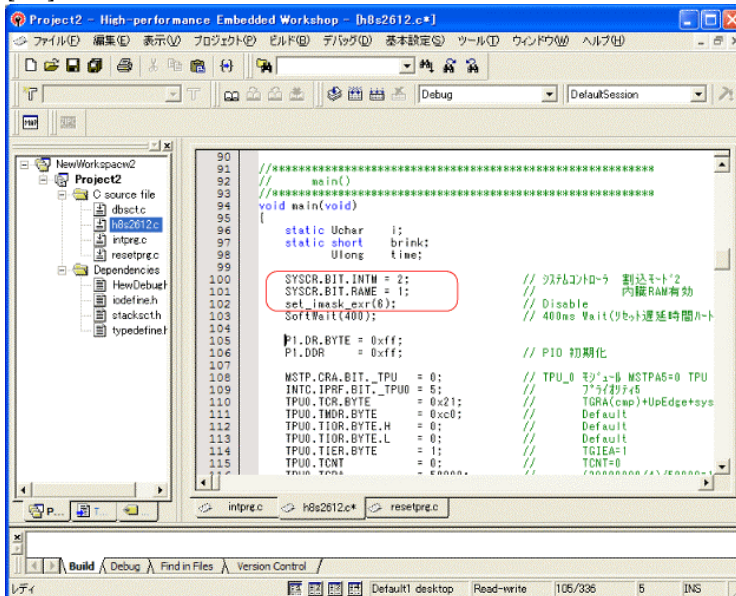 Project2 - High-performance Embedded Workshop - [h8s2612.c*]
ファイル(F) 編集(E) 表示(V) プロジェクト(P) ビルド(B) デバッグ(D) 基本設定(S) ツール(T) ウィンドウ(W) ヘルプ(H)
Debug DefaultSession
NewWorkspacw2
Project2
C source file
dbsct.c
h8s2612.c
intprg.c
resetprg.c
Dependencies
HewDebug.h
iodefine.h
stacksct.h
typedefine.h
90
91 //*********************************************************
92 // main()
93 //*********************************************************
94 void main(void)
95 {
96 static Uchar i;
97 static short brink;
98 Ulong time;
99
100 SYSCR.BIT.INTM = 2; // システムコントローラ 割込モード2
101 SYSCR.BIT.RAME = 1; // 内臓RAM有効
102 set_imask_exr(6); // Disable
103 SoftWait(400); // 400ms Wait(リセット遅延時間ハート
104
105 P1.DR.BYTE = 0xff;
106 P1.DDR = 0xff; // PIO 初期化
107
108 MSTP.CRA.BIT._TPU = 0; // TPU_0 モジュール MSTPA5=0 TPU
109 INTC.IPRF.BIT._TPU0 = 5; // プライオリティ5
110 TPU0.TCR.BYTE = 0x21; // TGRA(cmp)+UpEdge+sys
111 TPU0.TMDR.BYTE = 0xc0; // Default
112 TPU0.TIOR.BYTE.H = 0; // Default
113 TPU0.TIOR.BYTE.L = 0; // Default
114 TPU0.TIER.BYTE = 1; // TGIEA=1
115 TPU0.TCNT = 0; // TCNT=0
P... T...
intprg.c h8s2612.c* resetprg.c
Build Debug Find in Files Version Control
レディ Default1 desktop Read-write 105/336 5 INS